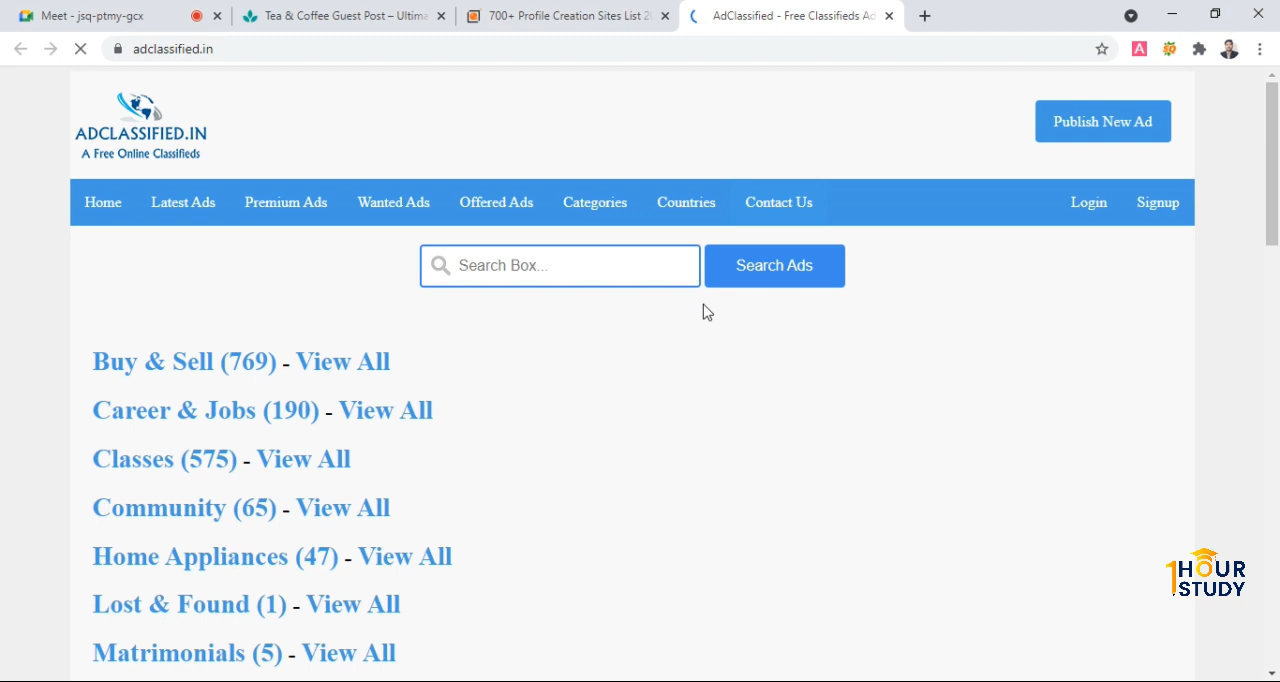 Meet - jsq-ptmy-gcx
Tea & Coffee Guest Post – Ultima
700+ Profile Creation Sites List 2
AdClassified - Free Classifieds Ad
adclassified.in
ADCLASSIFIED.IN
A Free Online Classifieds
Publish New Ad
Home Latest Ads Premium Ads Wanted Ads Offered Ads Categories Countries Contact Us Login Signup
Search Box... Search Ads
Buy & Sell (769) - View All
Career & Jobs (190) - View All
Classes (575) - View All
Community (65) - View All
Home Appliances (47) - View All
Lost & Found (1) - View All
Matrimonials (5) - View All
1HOUR
STUDY